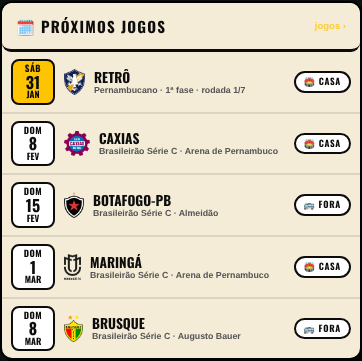 PRÓXIMOS JOGOS
jogos ›
SÁB
31
JAN
RETRÔ
Pernambucano · 1ª fase · rodada 1/7
CASA
DOM
8
FEV
CAXIAS
Brasileirão Série C · Arena de Pernambuco
CASA
DOM
15
FEV
BOTAFOGO-PB
Brasileirão Série C · Almeidão
FORA
DOM
1
MAR
MARINGÁ
Brasileirão Série C · Arena de Pernambuco
CASA
DOM
8
MAR
BRUSQUE
Brasileirão Série C · Augusto Bauer
FORA